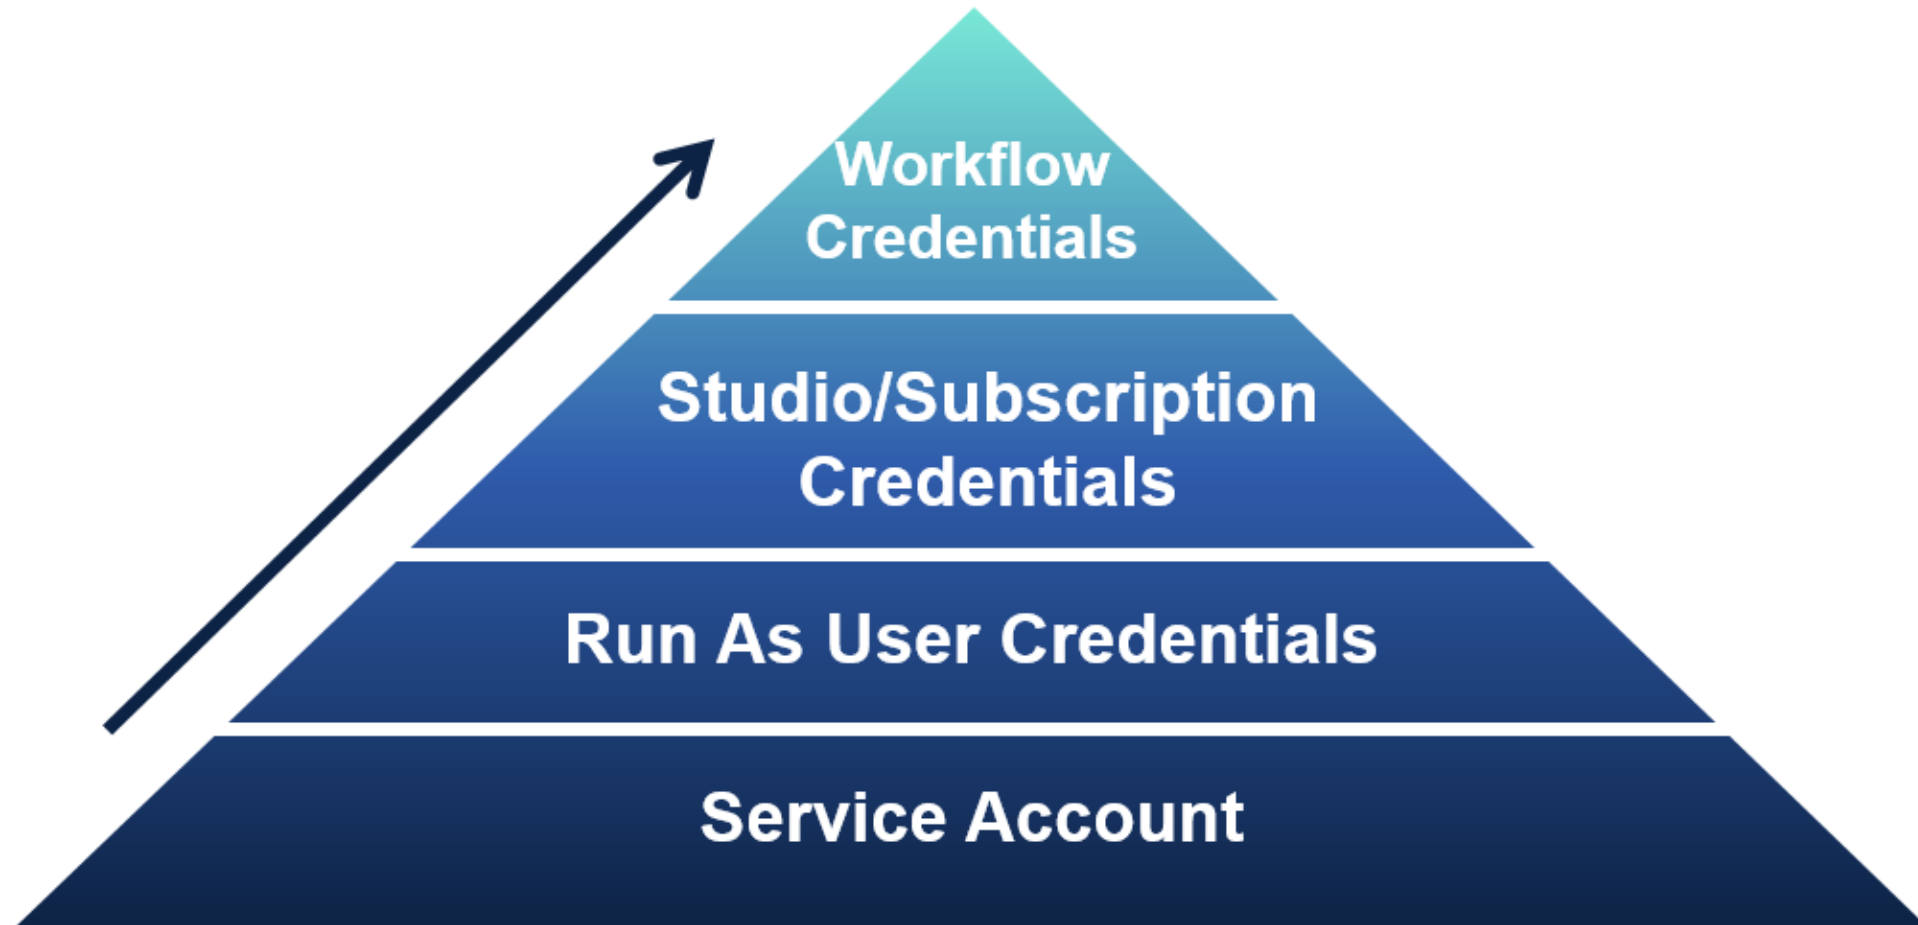 Workflow
Credentials
Studio/Subscription
Credentials
Run As User Credentials
Service Account